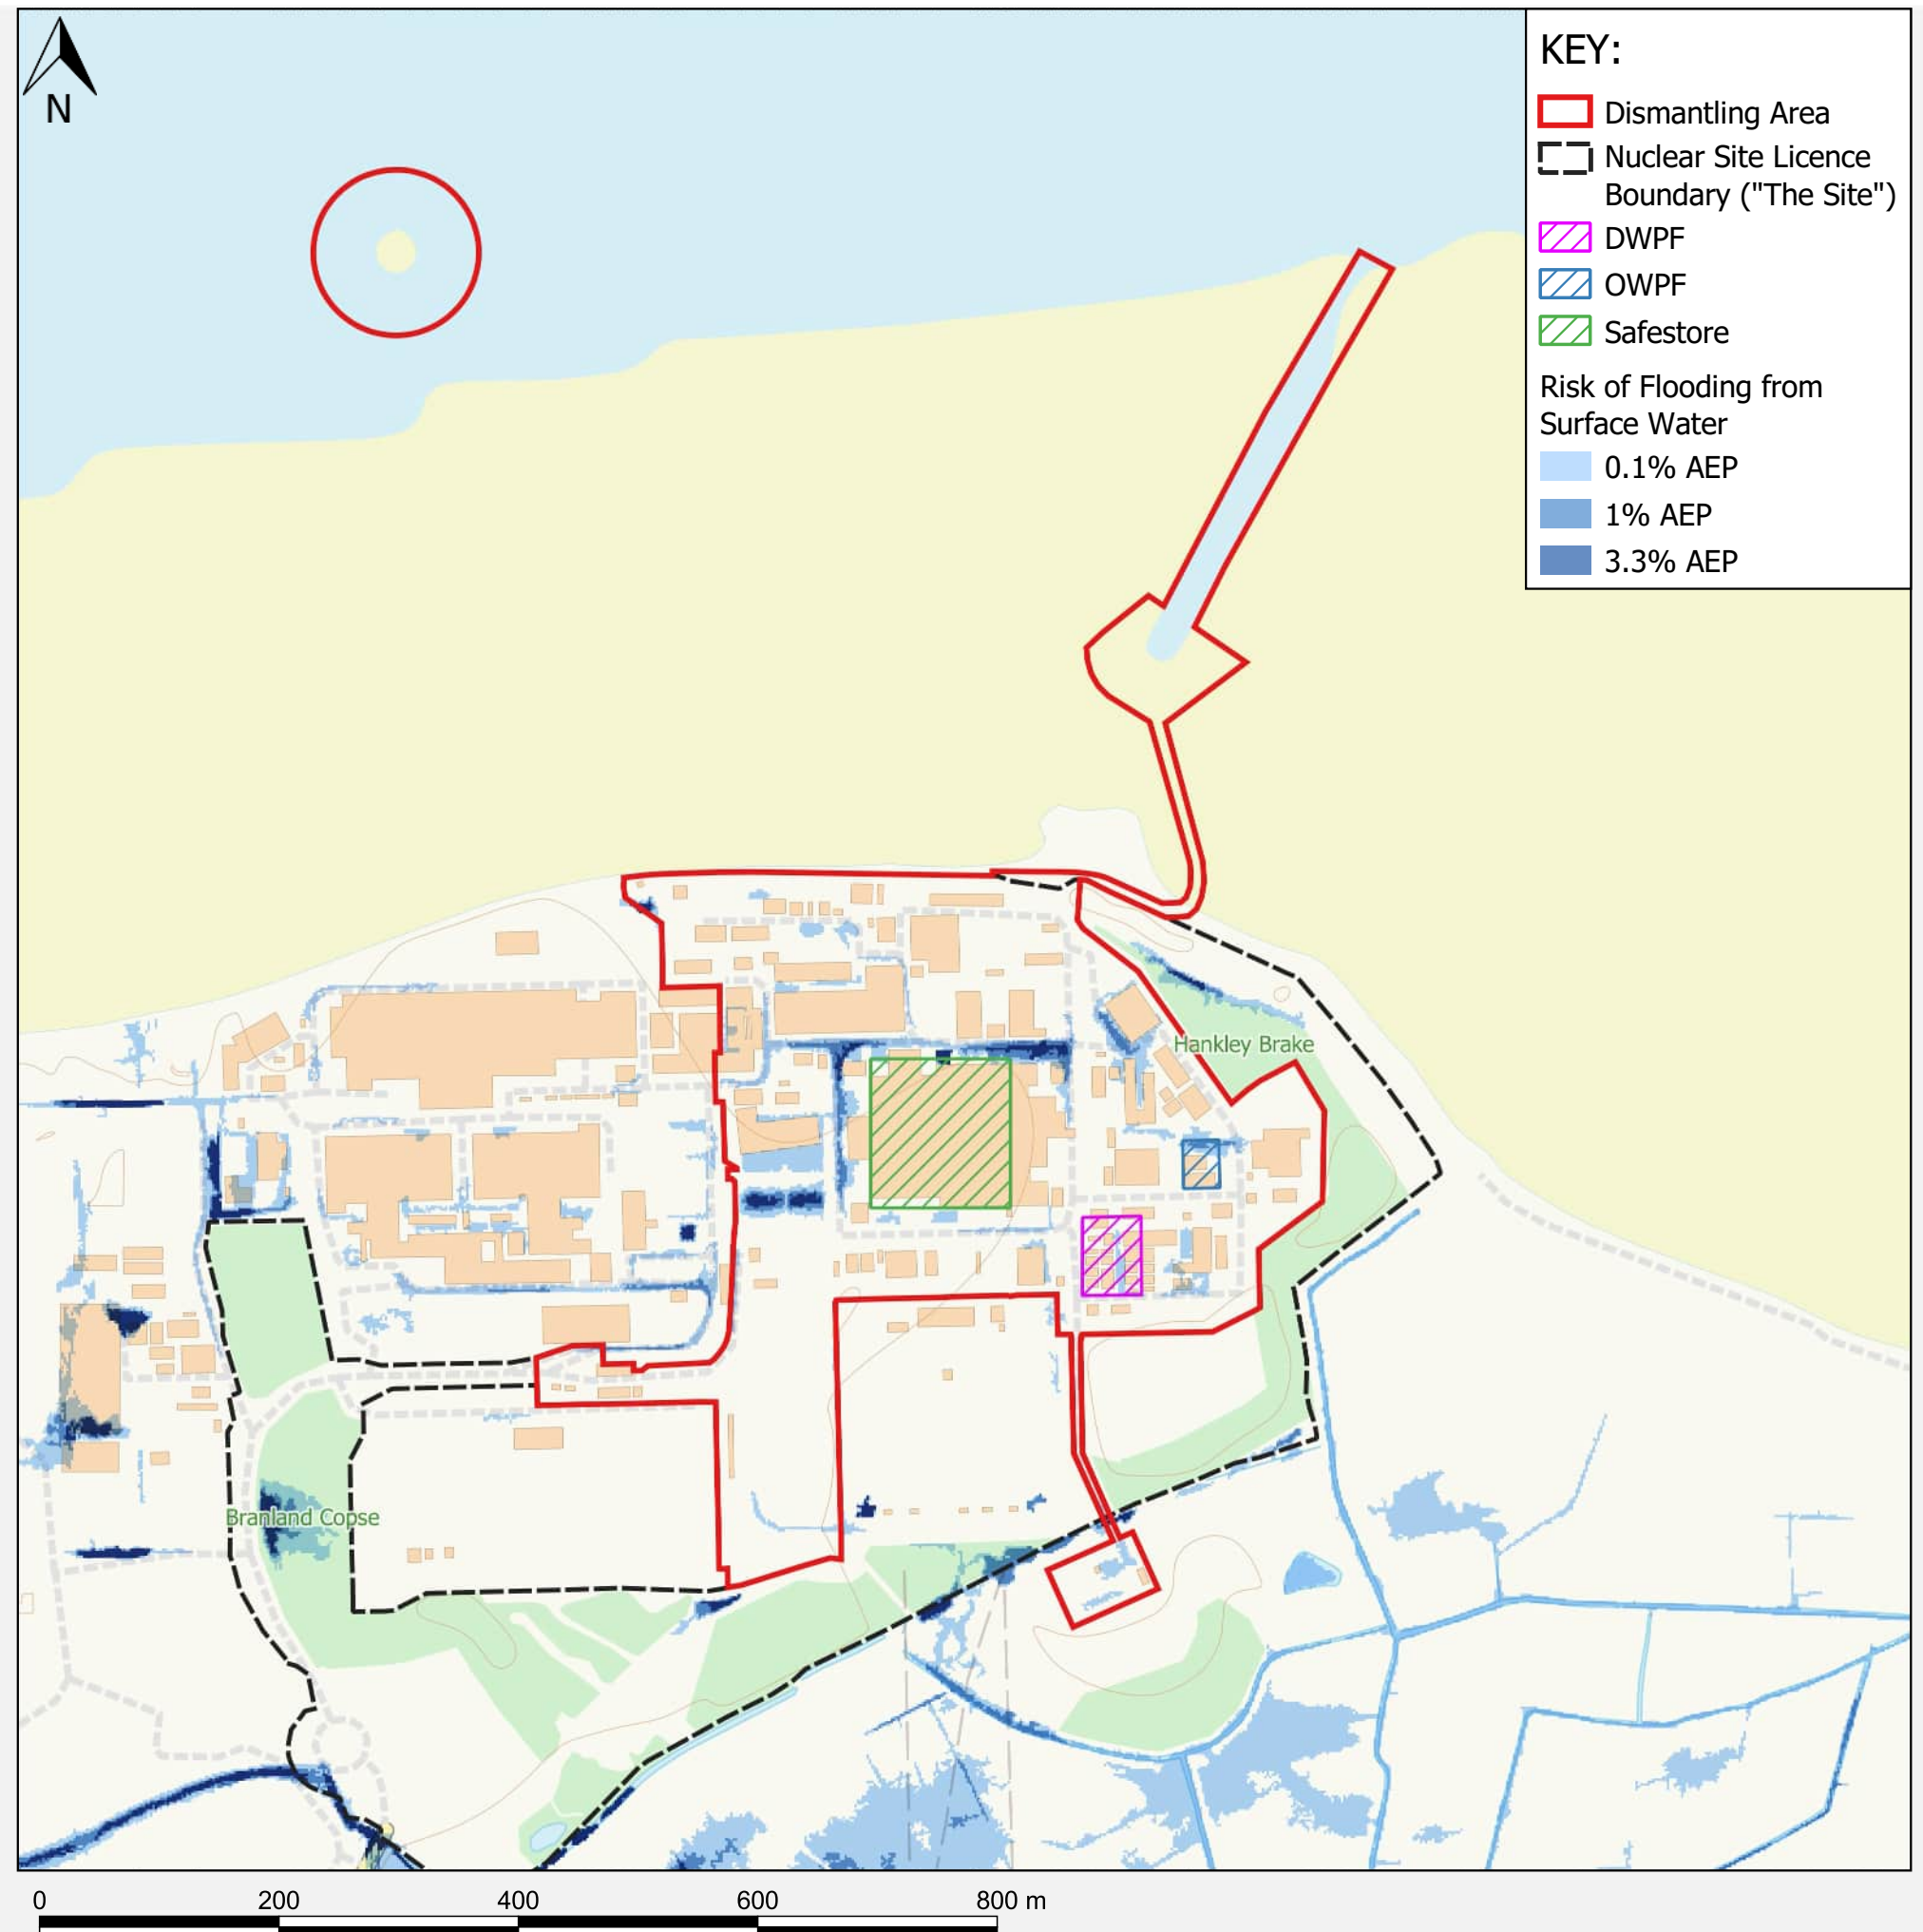 N
KEY:
Dismantling Area
Nuclear Site Licence
Boundary ("The Site")
DWPF
OWPF
Safestore
Risk of Flooding from
Surface Water
0.1% AEP
1% AEP
3.3% AEP
Hankley Brake
Branland Copse
0 200 400 600 800 m